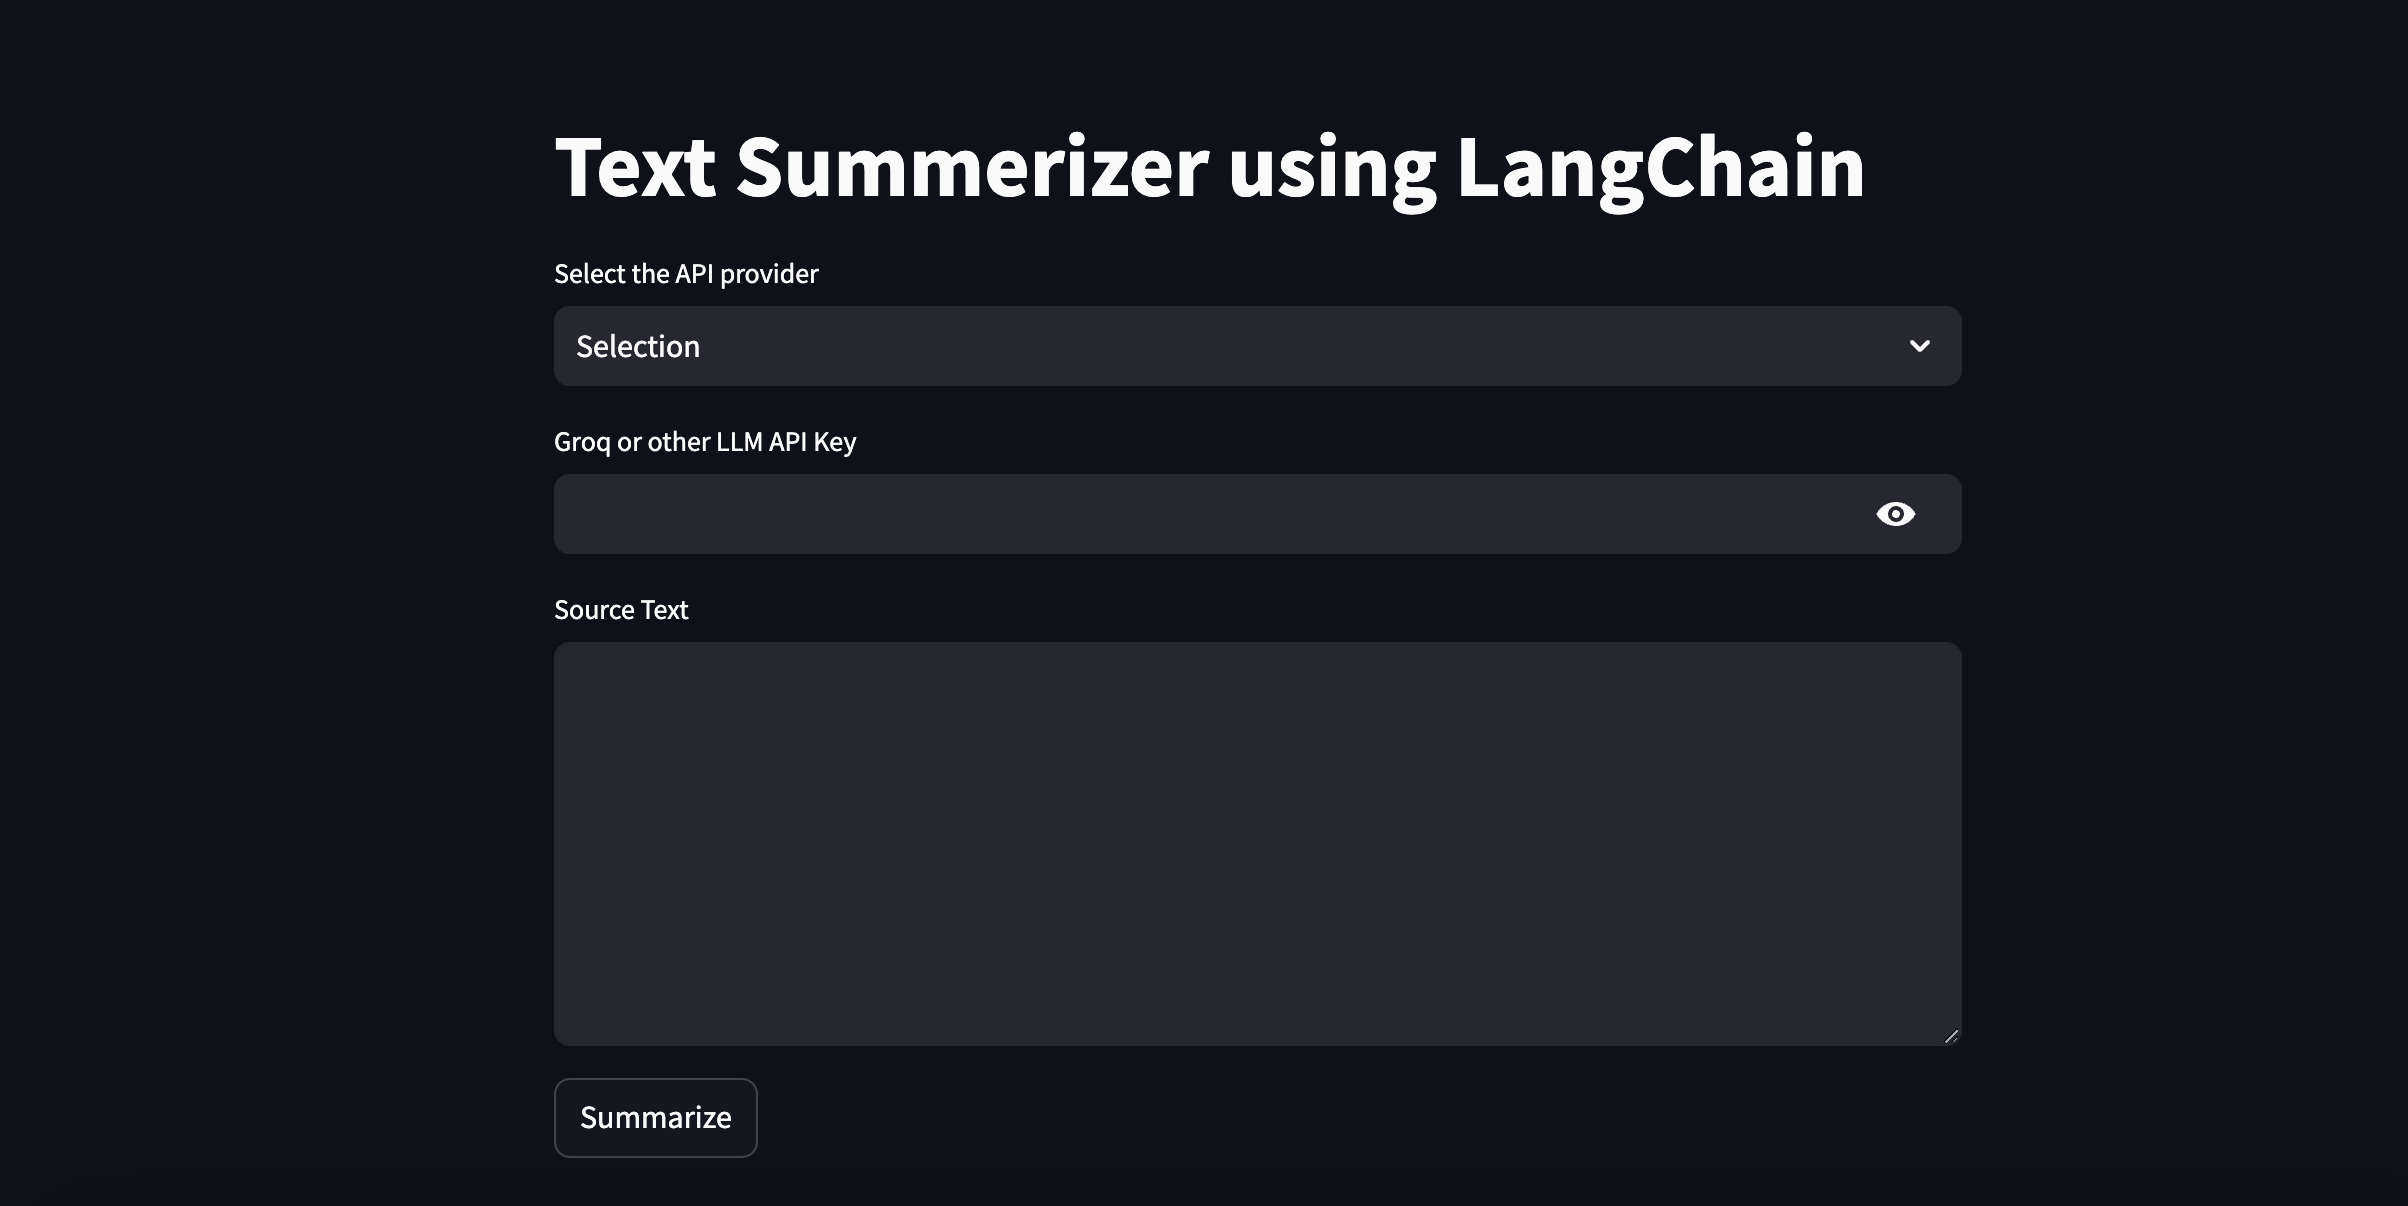 Text Summerizer using LangChain
Select the API provider
Selection
Groq or other LLM API Key
Source Text
Summarize